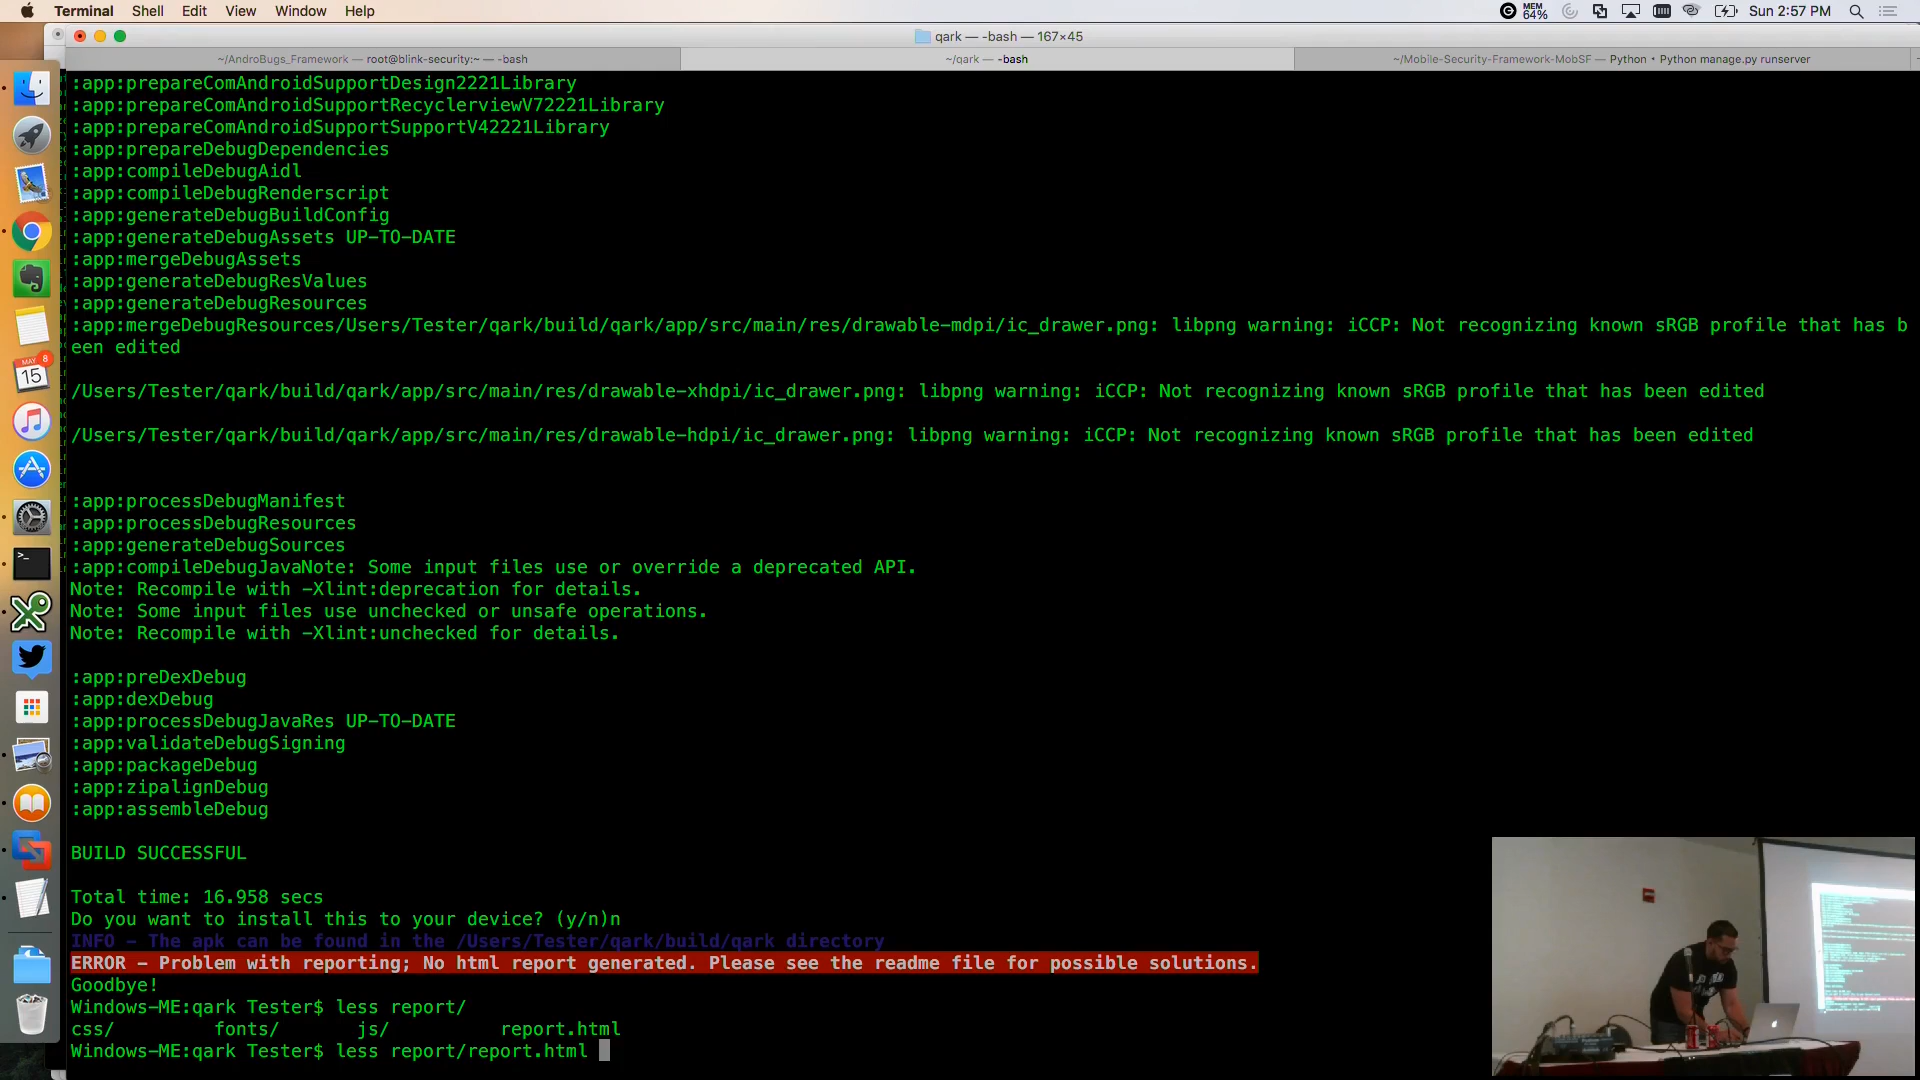 Terminal Shell Edit View Window Help
MEM 64% Sun 2:57 PM
qark — -bash — 167×45
~/AndroBugs_Framework — root@blink-security:~ — -bash
~/qark — -bash
~/Mobile-Security-Framework-MobSF — Python • Python manage.py runserver
:app:prepareComAndroidSupportDesign2221Library
:app:prepareComAndroidSupportRecyclerviewV72221Library
:app:prepareComAndroidSupportSupportV42221Library
:app:prepareDebugDependencies
:app:compileDebugAidl
:app:compileDebugRenderscript
:app:generateDebugBuildConfig
:app:generateDebugAssets UP-TO-DATE
:app:mergeDebugAssets
:app:generateDebugResValues
:app:generateDebugResources
:app:mergeDebugResources/Users/Tester/qark/build/qark/app/src/main/res/drawable-mdpi/ic_drawer.png: libpng warning: iCCP: Not recognizing known sRGB profile that has b
een edited
/Users/Tester/qark/build/qark/app/src/main/res/drawable-xhdpi/ic_drawer.png: libpng warning: iCCP: Not recognizing known sRGB profile that has been edited
/Users/Tester/qark/build/qark/app/src/main/res/drawable-hdpi/ic_drawer.png: libpng warning: iCCP: Not recognizing known sRGB profile that has been edited
:app:processDebugManifest
:app:processDebugResources
:app:generateDebugSources
:app:compileDebugJavaNote: Some input files use or override a deprecated API.
Note: Recompile with -Xlint:deprecation for details.
Note: Some input files use unchecked or unsafe operations.
Note: Recompile with -Xlint:unchecked for details.
:app:preDexDebug
:app:dexDebug
:app:processDebugJavaRes UP-TO-DATE
:app:validateDebugSigning
:app:packageDebug
:app:zipalignDebug
:app:assembleDebug
BUILD SUCCESSFUL
Total time: 16.958 secs
Do you want to install this to your device? (y/n)n
INFO - The apk can be found in the /Users/Tester/qark/build/qark directory
ERROR - Problem with reporting; No html report generated. Please see the readme file for possible solutions.
Goodbye!
Windows-ME:qark Tester$ less report/
css/ fonts/ js/ report.html
Windows-ME:qark Tester$ less report/report.html
MAY 8
15